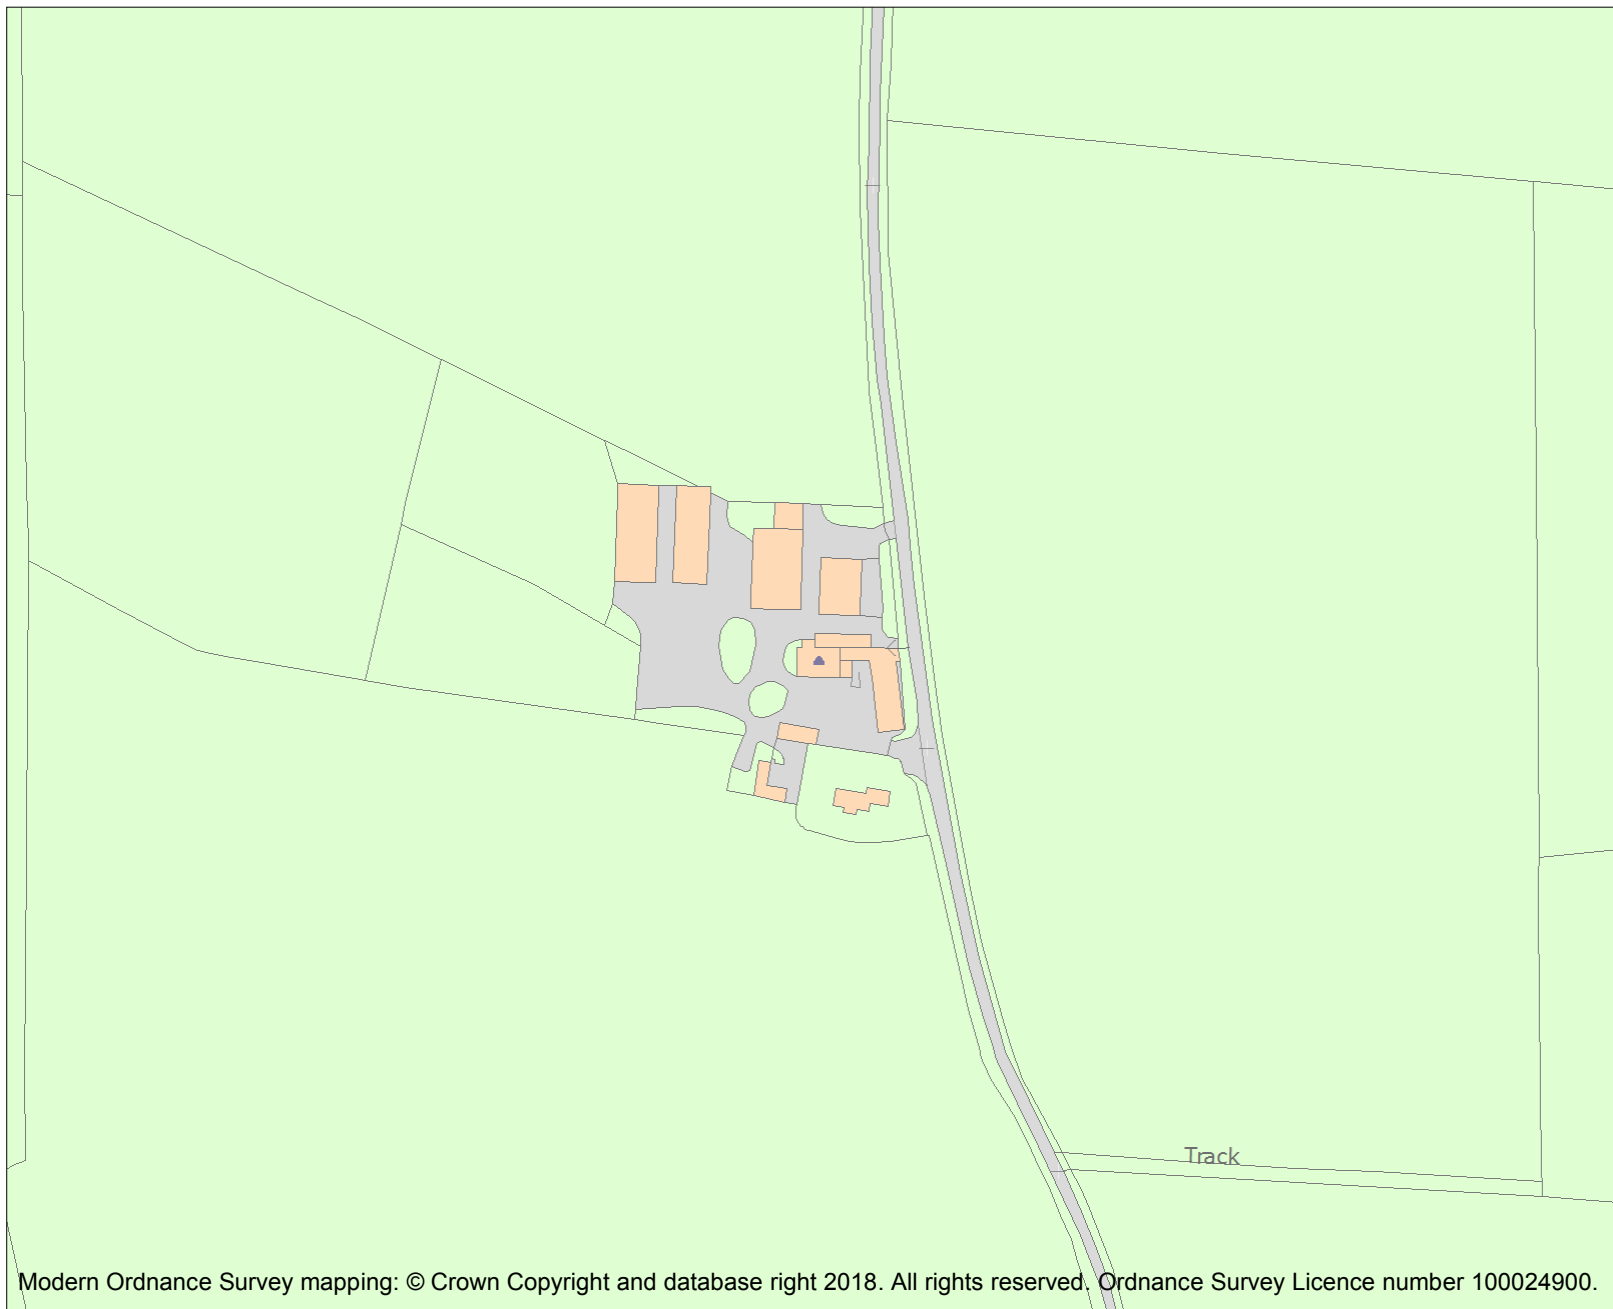 Track
Modern Ordnance Survey mapping: © Crown Copyright and database right 2018. All rights reserved. Ordnance Survey Licence number 100024900.